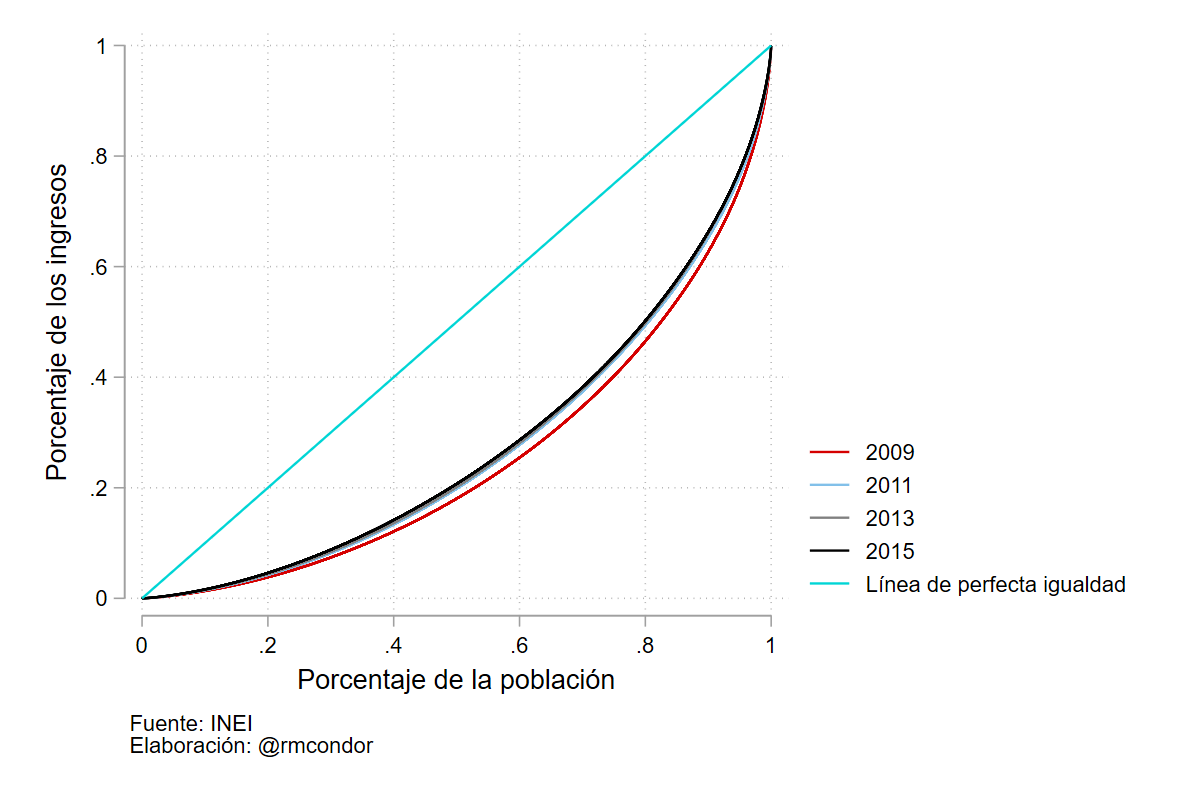 1
.8
.6
.4
.2
0
Porcentaje de los ingresos
0 .2 .4 .6 .8 1
Porcentaje de la población
2009
2011
2013
2015
Línea de perfecta igualdad
Fuente: INEI
Elaboración: @rmcondor